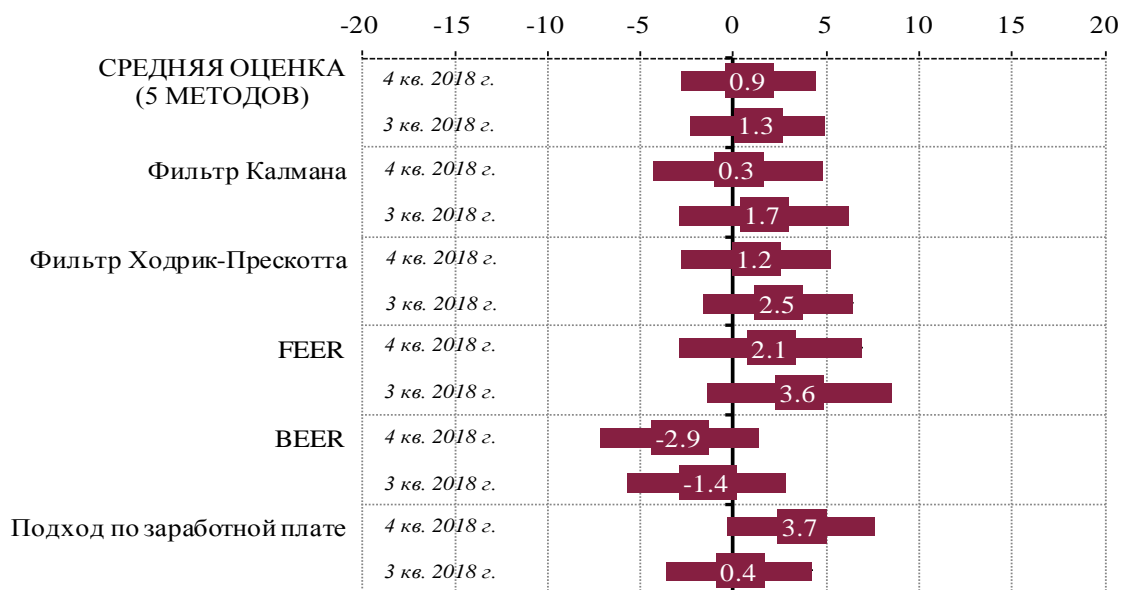 -20 -15 -10 -5 0 5 10 15 20
СРЕДНЯЯ ОЦЕНКА
(5 МЕТОДОВ)
4 кв. 2018 г. 0.9
3 кв. 2018 г. 1.3
Фильтр Калмана 4 кв. 2018 г. 0.3
3 кв. 2018 г. 1.7
Фильтр Ходрик-Прескотта 4 кв. 2018 г. 1.2
3 кв. 2018 г. 2.5
FEER 4 кв. 2018 г. 2.1
3 кв. 2018 г. 3.6
BEER 4 кв. 2018 г. -2.9
3 кв. 2018 г. -1.4
Подход по заработной плате 4 кв. 2018 г. 3.7
3 кв. 2018 г. 0.4